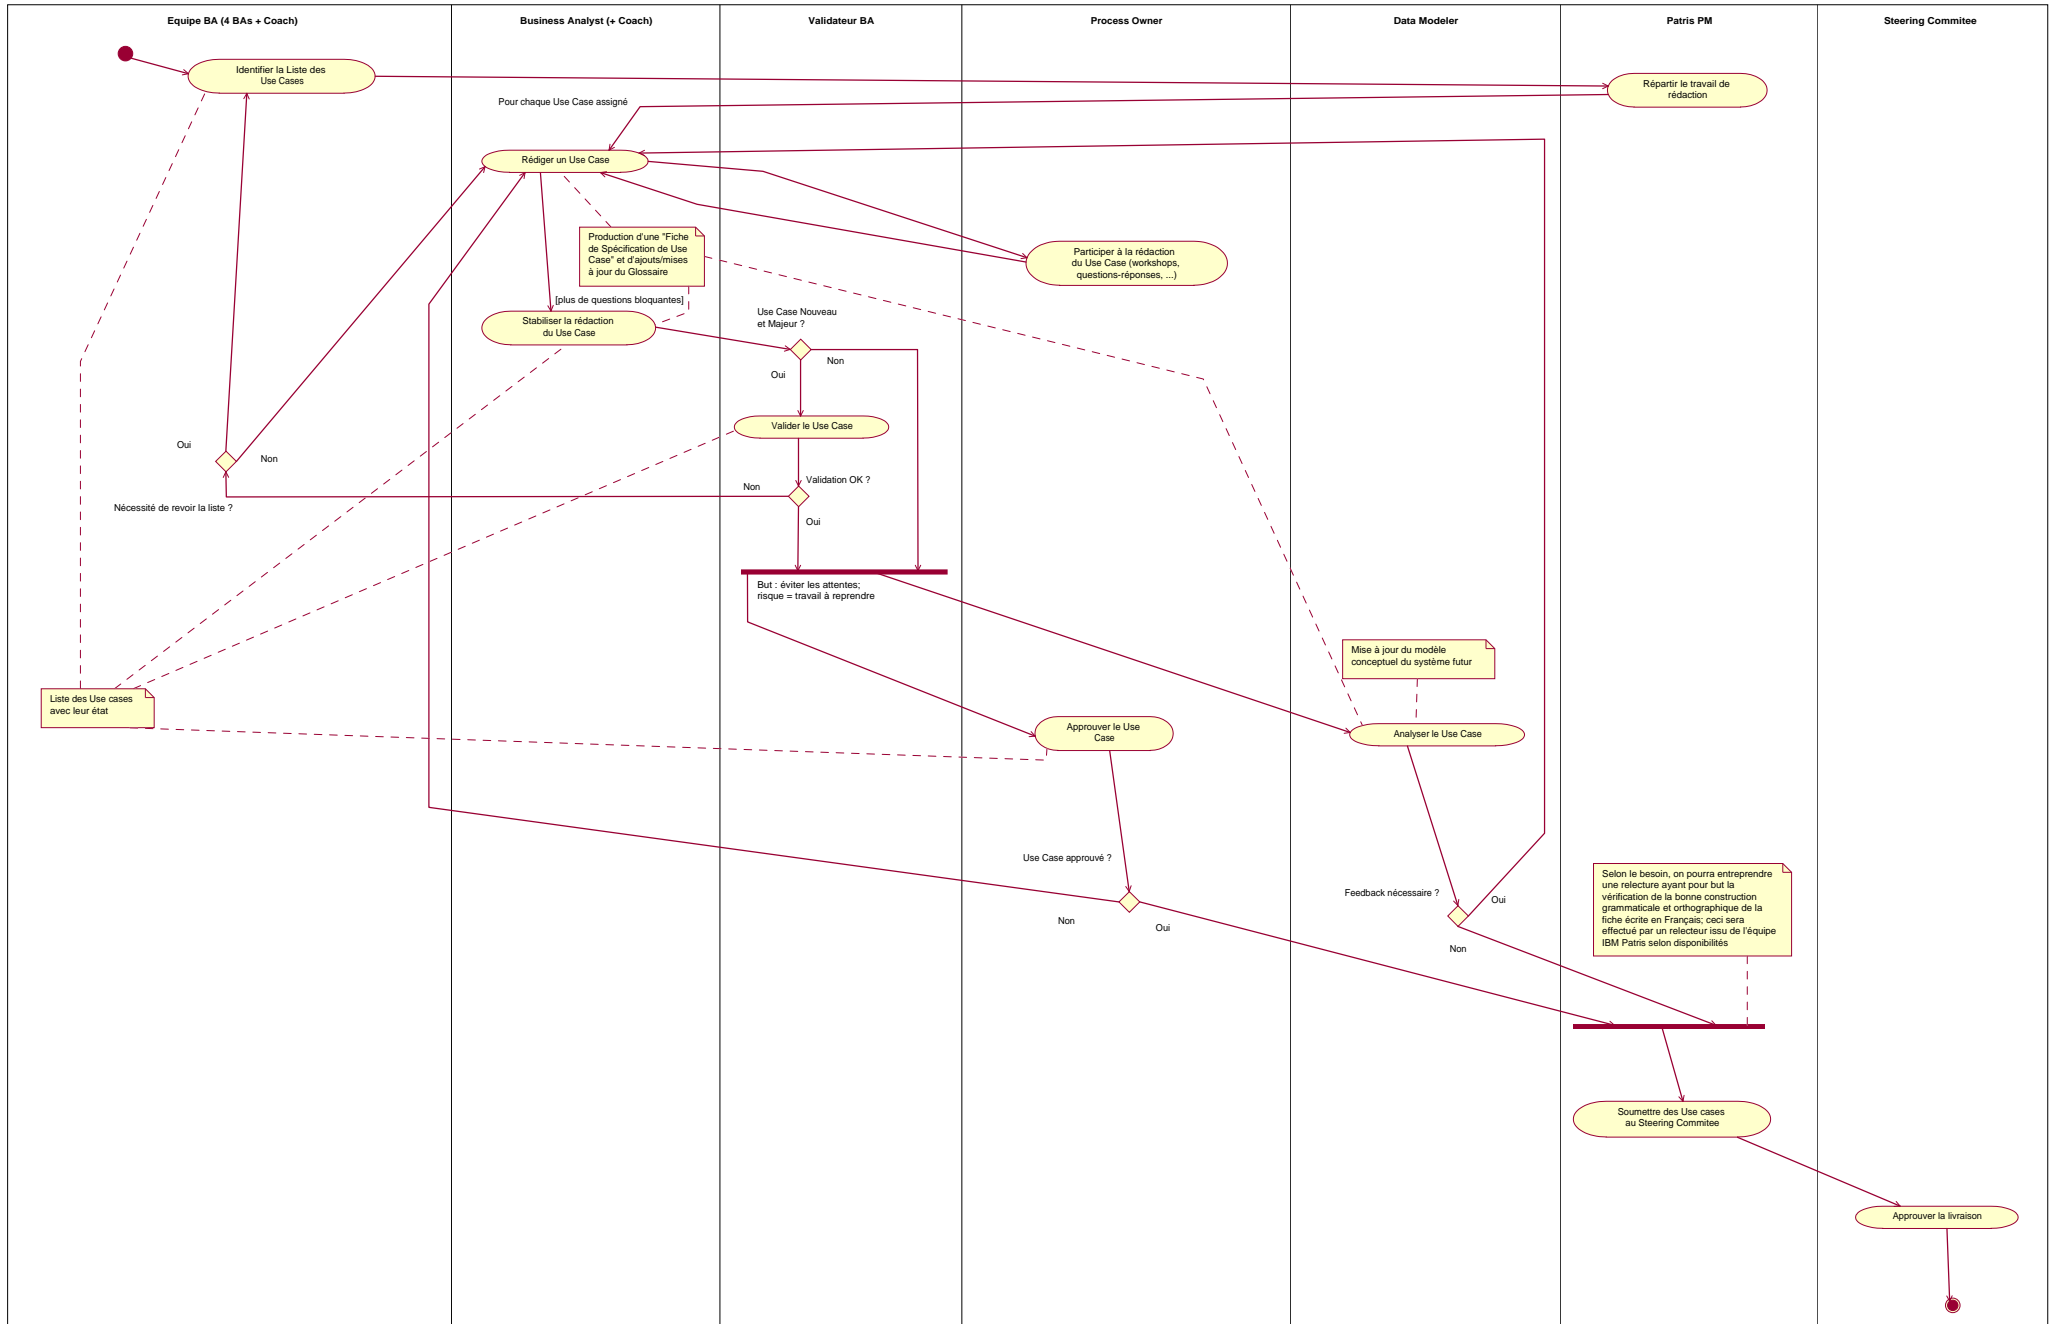 Equipe BA (4 BAs + Coach)
Business Analyst (+ Coach)
Validateur BA
Process Owner
Data Modeler
Patris PM
Steering Commitee
Identifier la Liste des
Use Cases
Répartir le travail de
rédaction
Pour chaque Use Case assigné
Rédiger un Use Case
Production d'une "Fiche
de Spécification de Use
Case" et d'ajouts/mises
à jour du Glossaire
Participer à la rédaction
du Use Case (workshops,
questions-réponses, ...)
[plus de questions bloquantes]
Stabiliser la rédaction
du Use Case
Use Case Nouveau
et Majeur ?
Non
Oui
Valider le Use Case
Oui
Non
Validation OK ?
Non
Nécessité de revoir la liste ?
Oui
But : éviter les attentes;
risque = travail à reprendre
Mise à jour du modèle
conceptuel du système futur
Liste des Use cases
avec leur état
Approuver le Use
Case
Analyser le Use Case
Use Case approuvé ?
Non
Oui
Feedback nécessaire ?
Oui
Non
Selon le besoin, on pourra entreprendre
une relecture ayant pour but la
vérification de la bonne construction
grammaticale et orthographique de la
fiche écrite en Français; ceci sera
effectué par un relecteur issu de l'équipe
IBM Patris selon disponibilités
Soumettre des Use cases
au Steering Commitee
Approuver la livraison